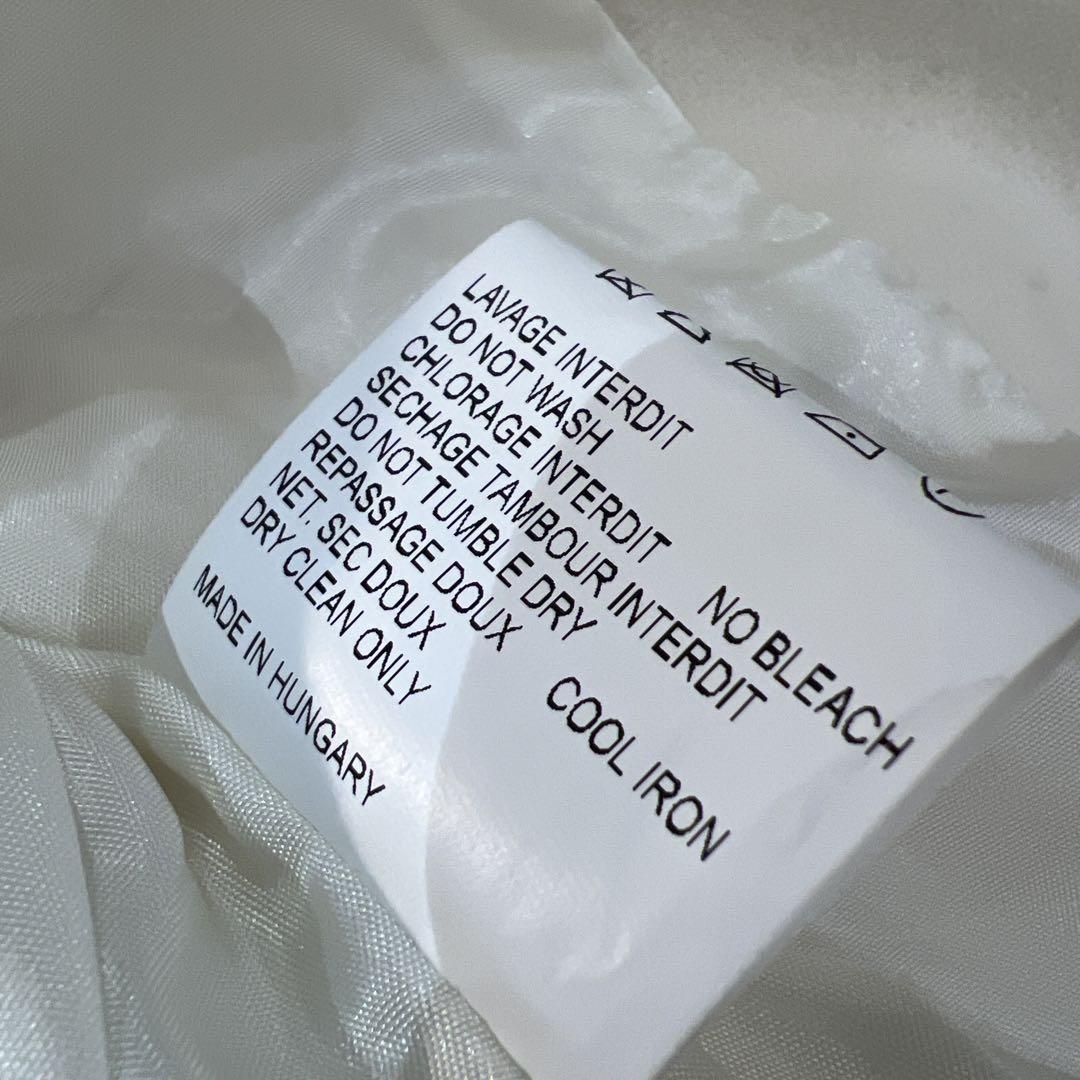 LAVAGE INTERDIT
DO NOT WASH
CHLORAGE INTERDIT NO BLEACH
SECHAGE TAMBOUR INTERDIT
DO NOT TUMBLE DRY
REPASSAGE DOUX COOL IRON
NET. SEC DOUX
DRY CLEAN ONLY
MADE IN HUNGARY